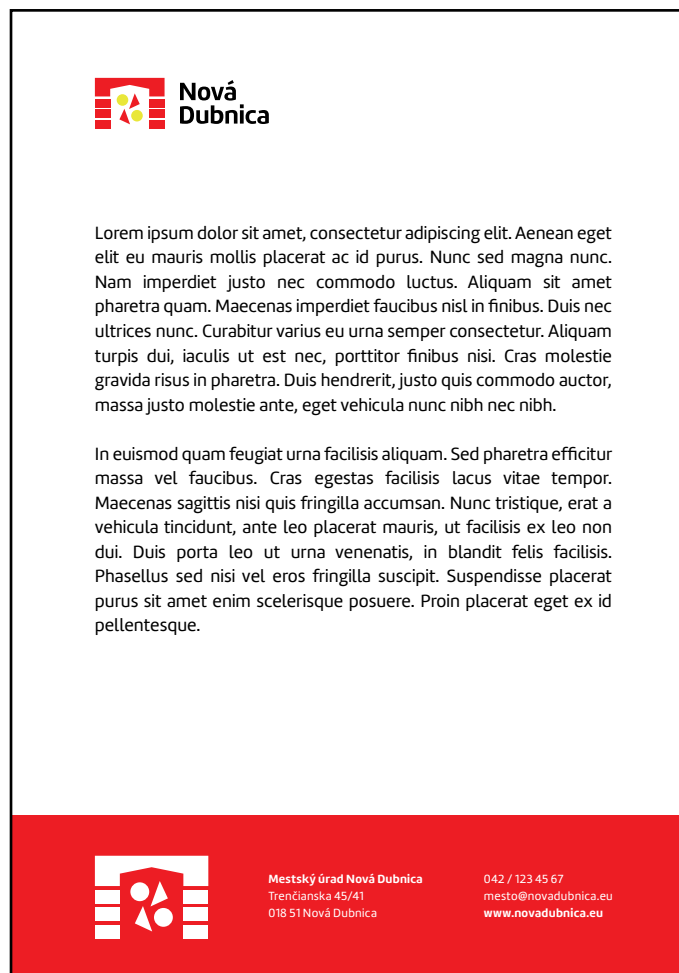 Nová
Dubnica
Lorem ipsum dolor sit amet, consectetur adipiscing elit. Aenean eget
elit eu mauris mollis placerat ac id purus. Nunc sed magna nunc.
Nam imperdiet justo nec commodo luctus. Aliquam sit amet
pharetra quam. Maecenas imperdiet faucibus nisl in finibus. Duis nec
ultrices nunc. Curabitur varius eu urna semper consectetur. Aliquam
turpis dui, iaculis ut est nec, porttitor finibus nisi. Cras molestie
gravida risus in pharetra. Duis hendrerit, justo quis commodo auctor,
massa justo molestie ante, eget vehicula nunc nibh nec nibh.
In euismod quam feugiat urna facilisis aliquam. Sed pharetra efficitur
massa vel faucibus. Cras egestas facilisis lacus vitae tempor.
Maecenas sagittis nisi quis fringilla accumsan. Nunc tristique, erat a
vehicula tincidunt, ante leo placerat mauris, ut facilisis ex leo non
dui. Duis porta leo ut urna venenatis, in blandit felis facilisis.
Phasellus sed nisi vel eros fringilla suscipit. Suspendisse placerat
purus sit amet enim scelerisque posuere. Proin placerat eget ex id
pellentesque.
Mestský úrad Nová Dubnica
Trenčianska 45/41
018 51 Nová Dubnica
042 / 123 45 67
mesto@novadubnica.eu
www.novadubnica.eu